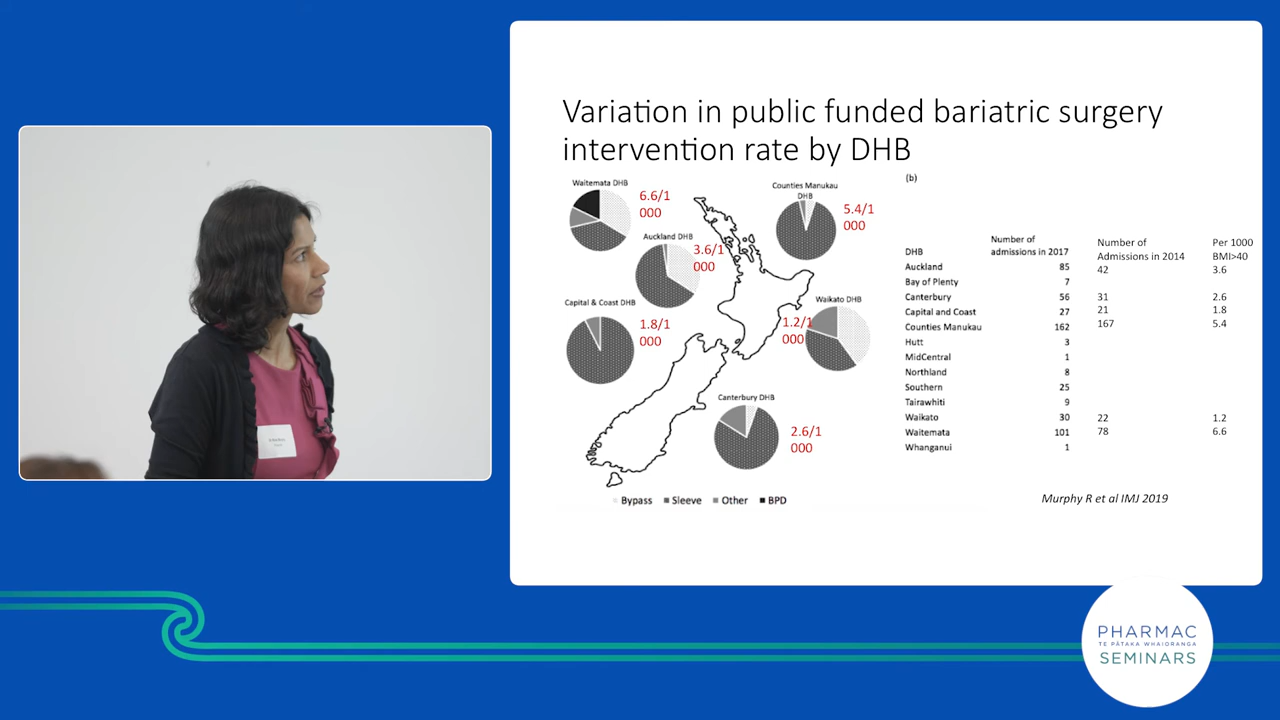 Variation in public funded bariatric surgery
intervention rate by DHB
Waitemata DHB
6.6/1
000
Auckland DHB
3.6/1
000
Capital & Coast DHB
1.8/1
000
Counties Manukau
DHB
5.4/1
000
Waikato DHB
1.2/1
000
Canterbury DHB
2.6/1
000
Bypass Sleeve Other BPD
(b)
DHB Number of admissions in 2017 Number of Admissions in 2014 Per 1000 BMI>40
Auckland 85 42 3.6
Bay of Plenty 7
Canterbury 56 31 2.6
Capital and Coast 27 21 1.8
Counties Manukau 162 167 5.4
Hutt 3
MidCentral 1
Northland 8
Southern 25
Tairawhiti 9
Waikato 30 22 1.2
Waitemata 101 78 6.6
Whanganui 1
Murphy R et al IMJ 2019
PHARMAC
TE PĀTAKA WHAIORANGA
SEMINARS